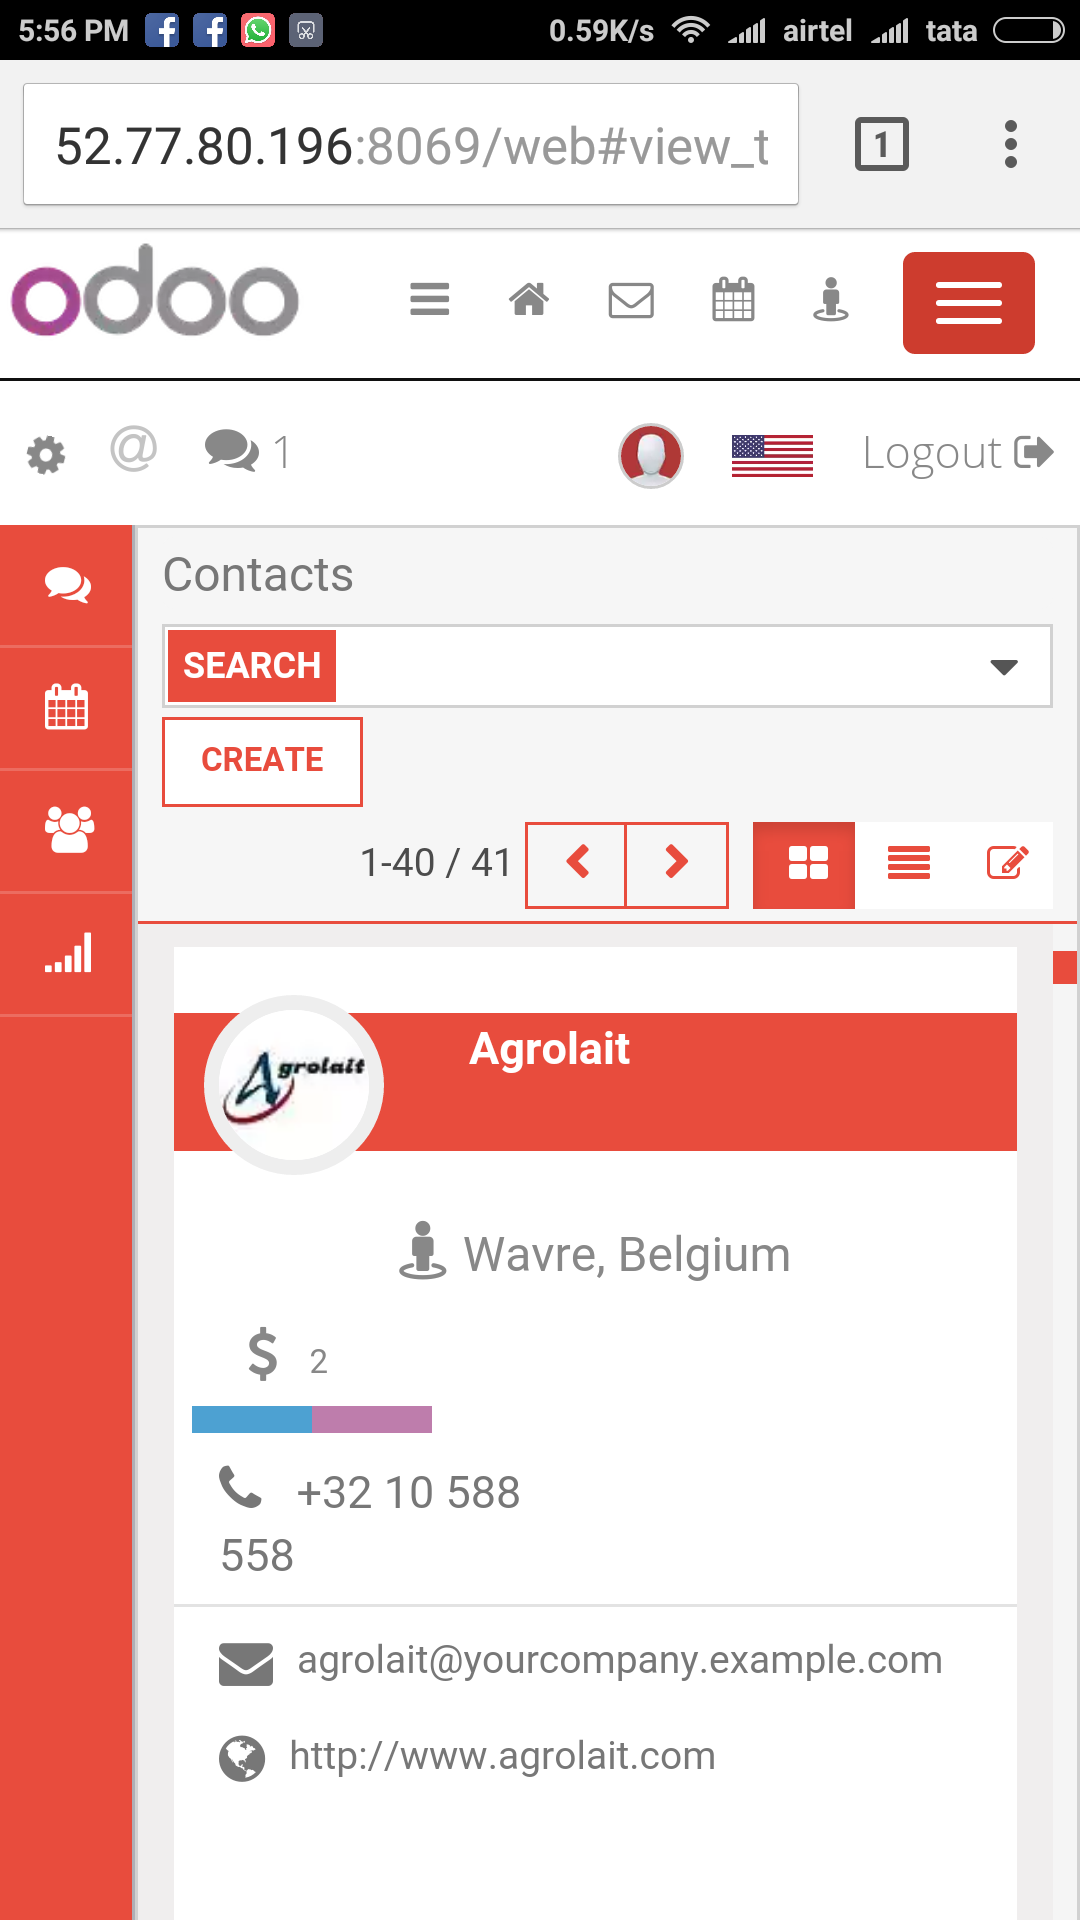 5:56 PM 0.59K/s airtel tata
52.77.80.196:8069/web#view_t 1
odoo
@ 1 Logout
Contacts
SEARCH
CREATE
1-40 / 41
Agrolait
Agrolait
Wavre, Belgium
$ 2
+32 10 588
558
agrolait@yourcompany.example.com
http://www.agrolait.com